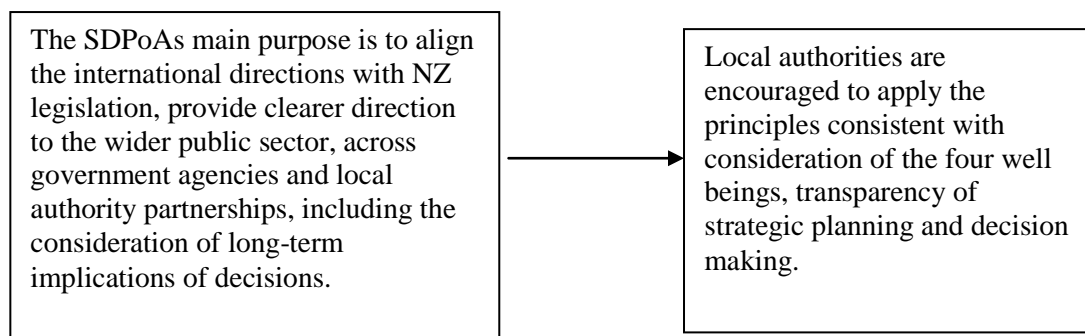 The SDPoAs main purpose is to align
the international directions with NZ
legislation, provide clearer direction
to the wider public sector, across
government agencies and local
authority partnerships, including the
consideration of long-term
implications of decisions.
Local authorities are
encouraged to apply the
principles consistent with
consideration of the four well
beings, transparency of
strategic planning and decision
making.